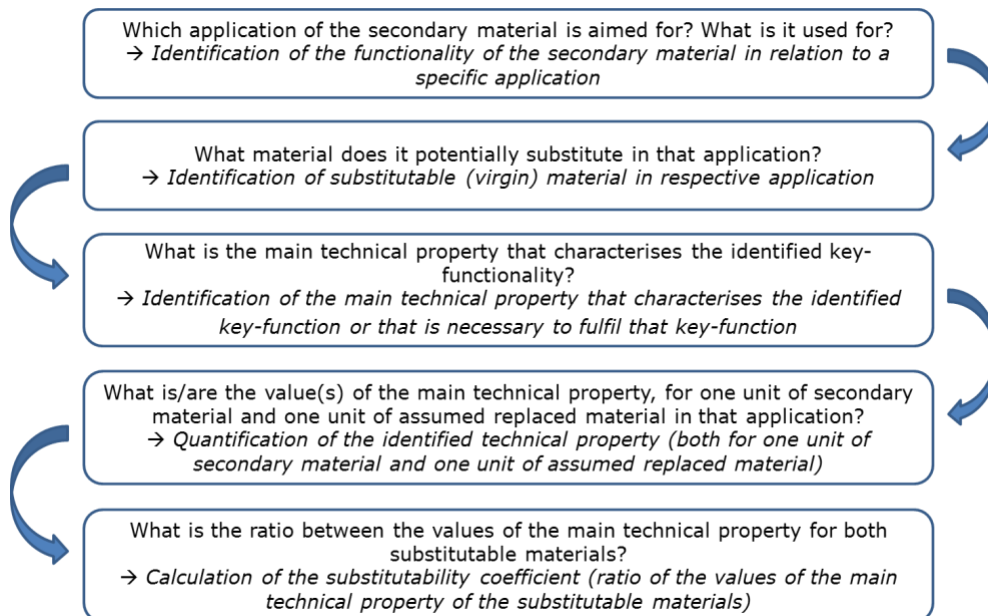 Which application of the secondary material is aimed for? What is it used for?
→ Identification of the functionality of the secondary material in relation to a
specific application
What material does it potentially substitute in that application?
→ Identification of substitutable (virgin) material in respective application
What is the main technical property that characterises the identified key-
functionality?
→ Identification of the main technical property that characterises the identified
key-function or that is necessary to fulfil that key-function
What is/are the value(s) of the main technical property, for one unit of secondary
material and one unit of assumed replaced material in that application?
→ Quantification of the identified technical property (both for one unit of
secondary material and one unit of assumed replaced material)
What is the ratio between the values of the main technical property for both
substitutable materials?
→ Calculation of the substitutability coefficient (ratio of the values of the main
technical property of the substitutable materials)